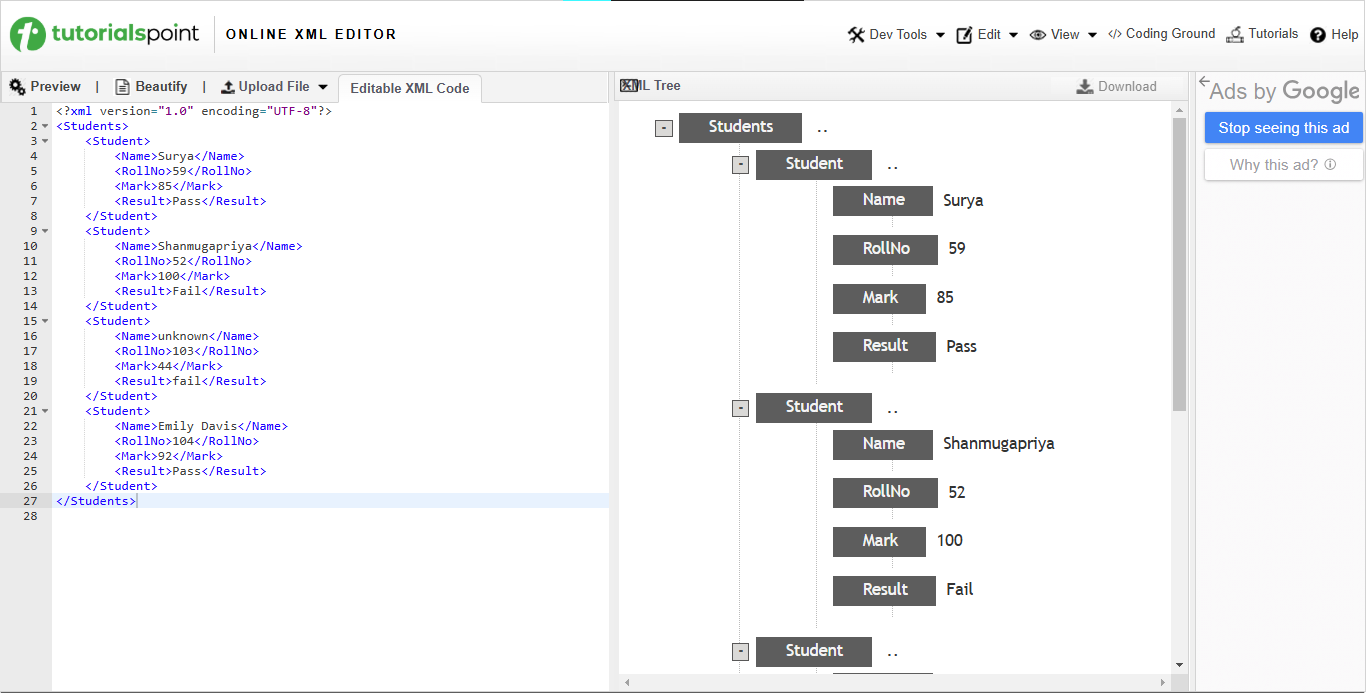 tutorialspoint ONLINE XML EDITOR Dev Tools Edit View </> Coding Ground Tutorials Help
Preview | Beautify | Upload File Editable XML Code
1 <?xml version="1.0" encoding="UTF-8"?>
2 <Students>
3 <Student>
4 <Name>Surya</Name>
5 <RollNo>59</RollNo>
6 <Mark>85</Mark>
7 <Result>Pass</Result>
8 </Student>
9 <Student>
10 <Name>Shanmugapriya</Name>
11 <RollNo>52</RollNo>
12 <Mark>100</Mark>
13 <Result>Fail</Result>
14 </Student>
15 <Student>
16 <Name>unknown</Name>
17 <RollNo>103</RollNo>
18 <Mark>44</Mark>
19 <Result>fail</Result>
20 </Student>
21 <Student>
22 <Name>Emily Davis</Name>
23 <RollNo>104</RollNo>
24 <Mark>92</Mark>
25 <Result>Pass</Result>
26 </Student>
27 </Students>
28
XML Tree Download
- Students ..
- Student ..
Name Surya
RollNo 59
Mark 85
Result Pass
- Student ..
Name Shanmugapriya
RollNo 52
Mark 100
Result Fail
- Student ..
Ads by Google
Stop seeing this ad
Why this ad?